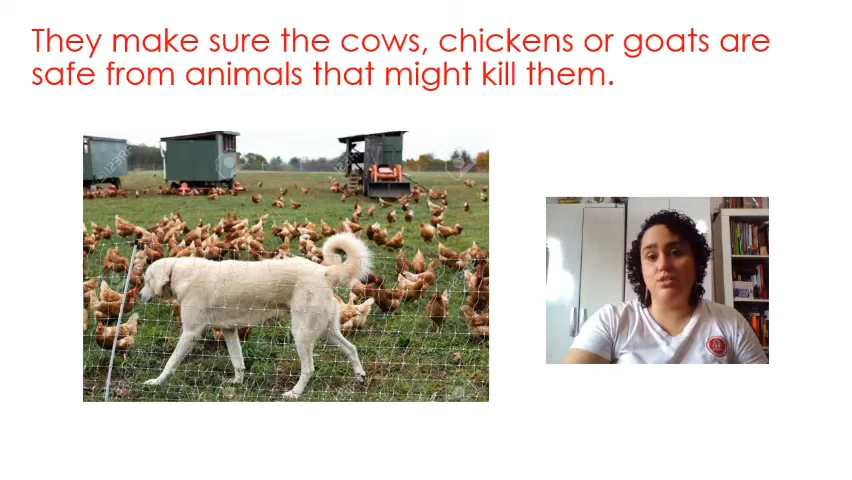 They make sure the cows, chickens or goats are
safe from animals that might kill them.